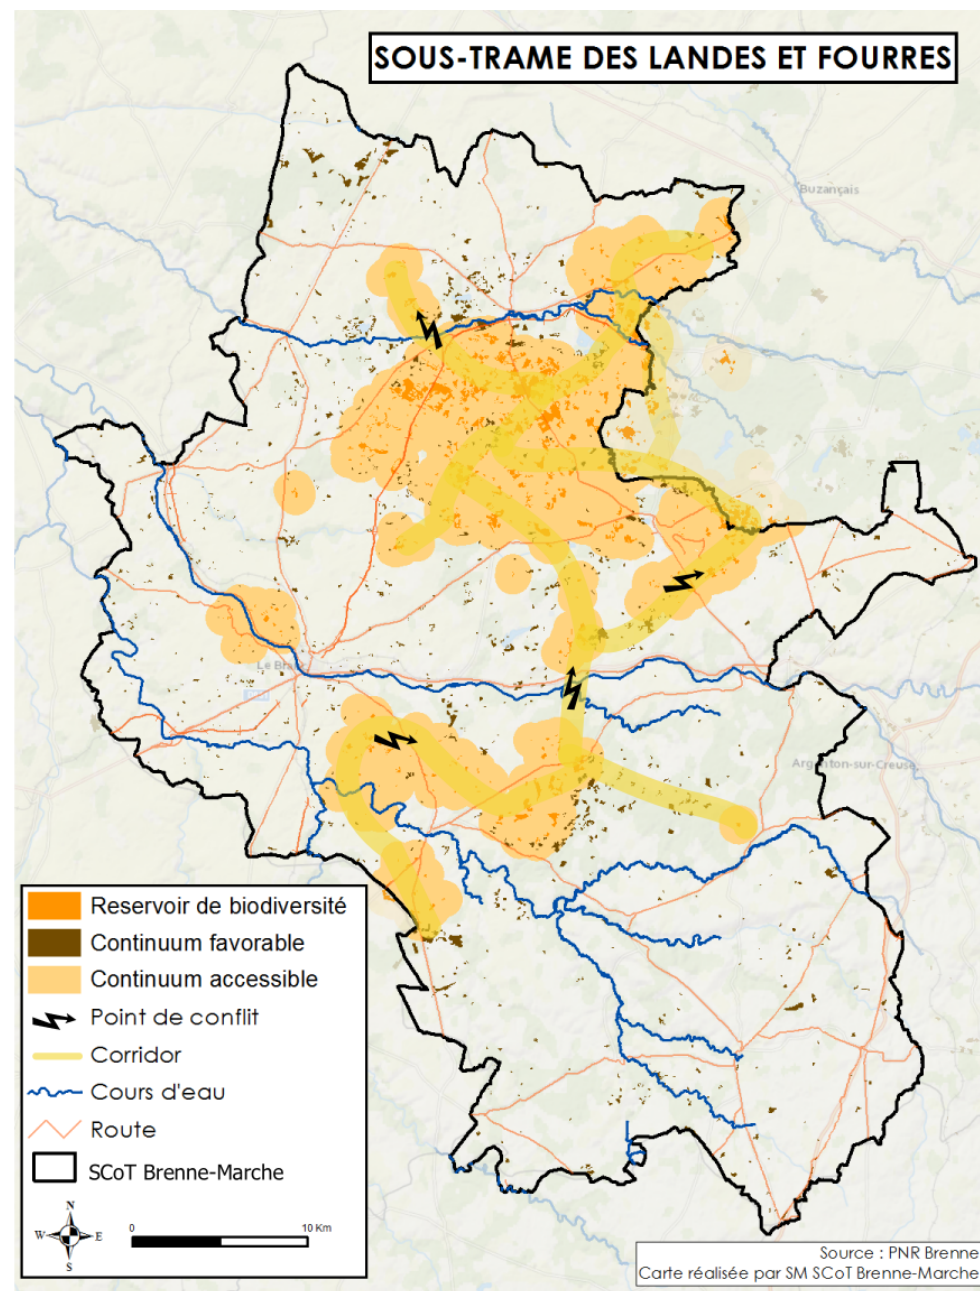 SOUS-TRAME DES LANDES ET FOURRES
Buzançais
Le Blanc
Argenton-sur-Creuse
Reservoir de biodiversité
Continuum favorable
Continuum accessible
Point de conflit
Corridor
Cours d'eau
Route
SCoT Brenne-Marche
N
W
E
S
0
10 Km
Source : PNR Brenne
Carte réalisée par SM SCoT Brenne-Marche